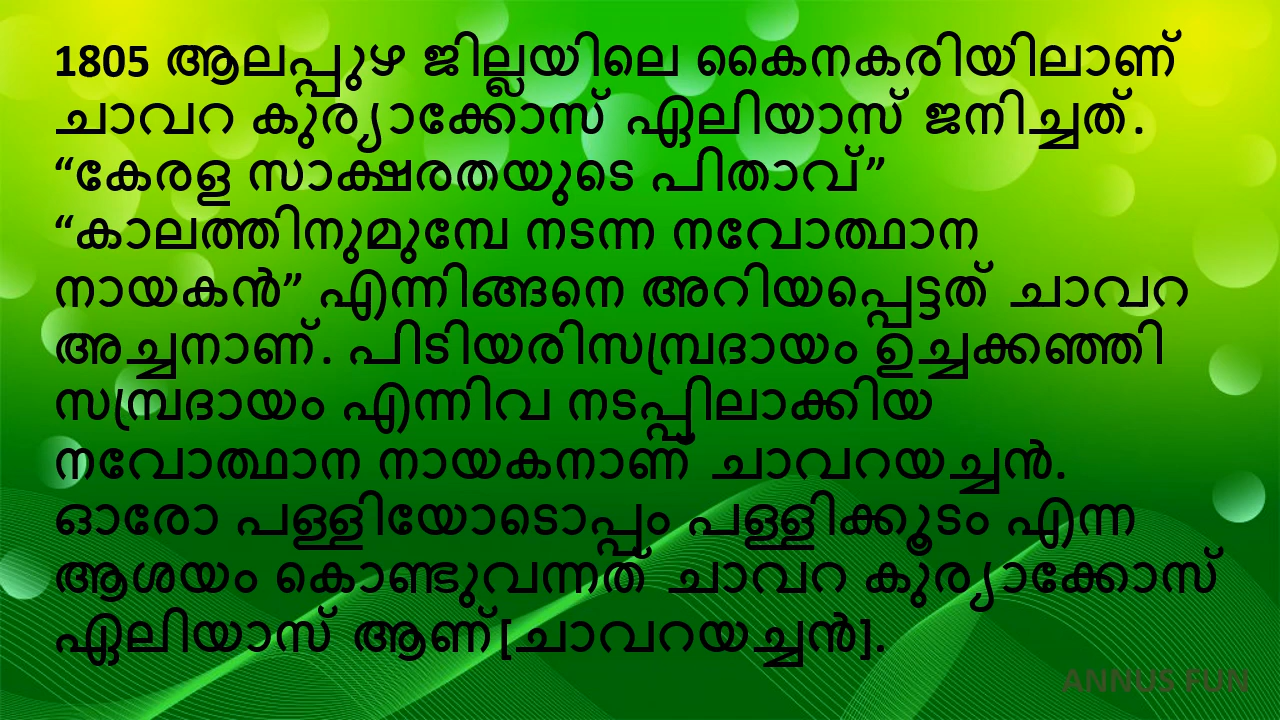 1805 ആലപ്പുഴ ജില്ലയിലെ കൈനകരിയിലാണ്
ചാവറ കുര്യാക്കോസ് ഏലിയാസ് ജനിച്ചത്.
“കേരള സാക്ഷരതയുടെ പിതാവ്”
“കാലത്തിനുമുമ്പേ നടന്ന നവോത്ഥാന
നായകൻ” എന്നിങ്ങനെ അറിയപ്പെട്ടത് ചാവറ
അച്ചനാണ്. പിടിയരിസമ്പ്രദായം ഉച്ചക്കഞ്ഞി
സമ്പ്രദായം എന്നിവ നടപ്പിലാക്കിയ
നവോത്ഥാന നായകനാണ് ചാവറയച്ചൻ.
ഓരോ പള്ളിയോടൊപ്പം പള്ളിക്കൂടം എന്ന
ആശയം കൊണ്ടുവന്നത് ചാവറ കുര്യാക്കോസ്
ഏലിയാസ് ആണ്[ചാവറയച്ചൻ].
ANNUS FUN